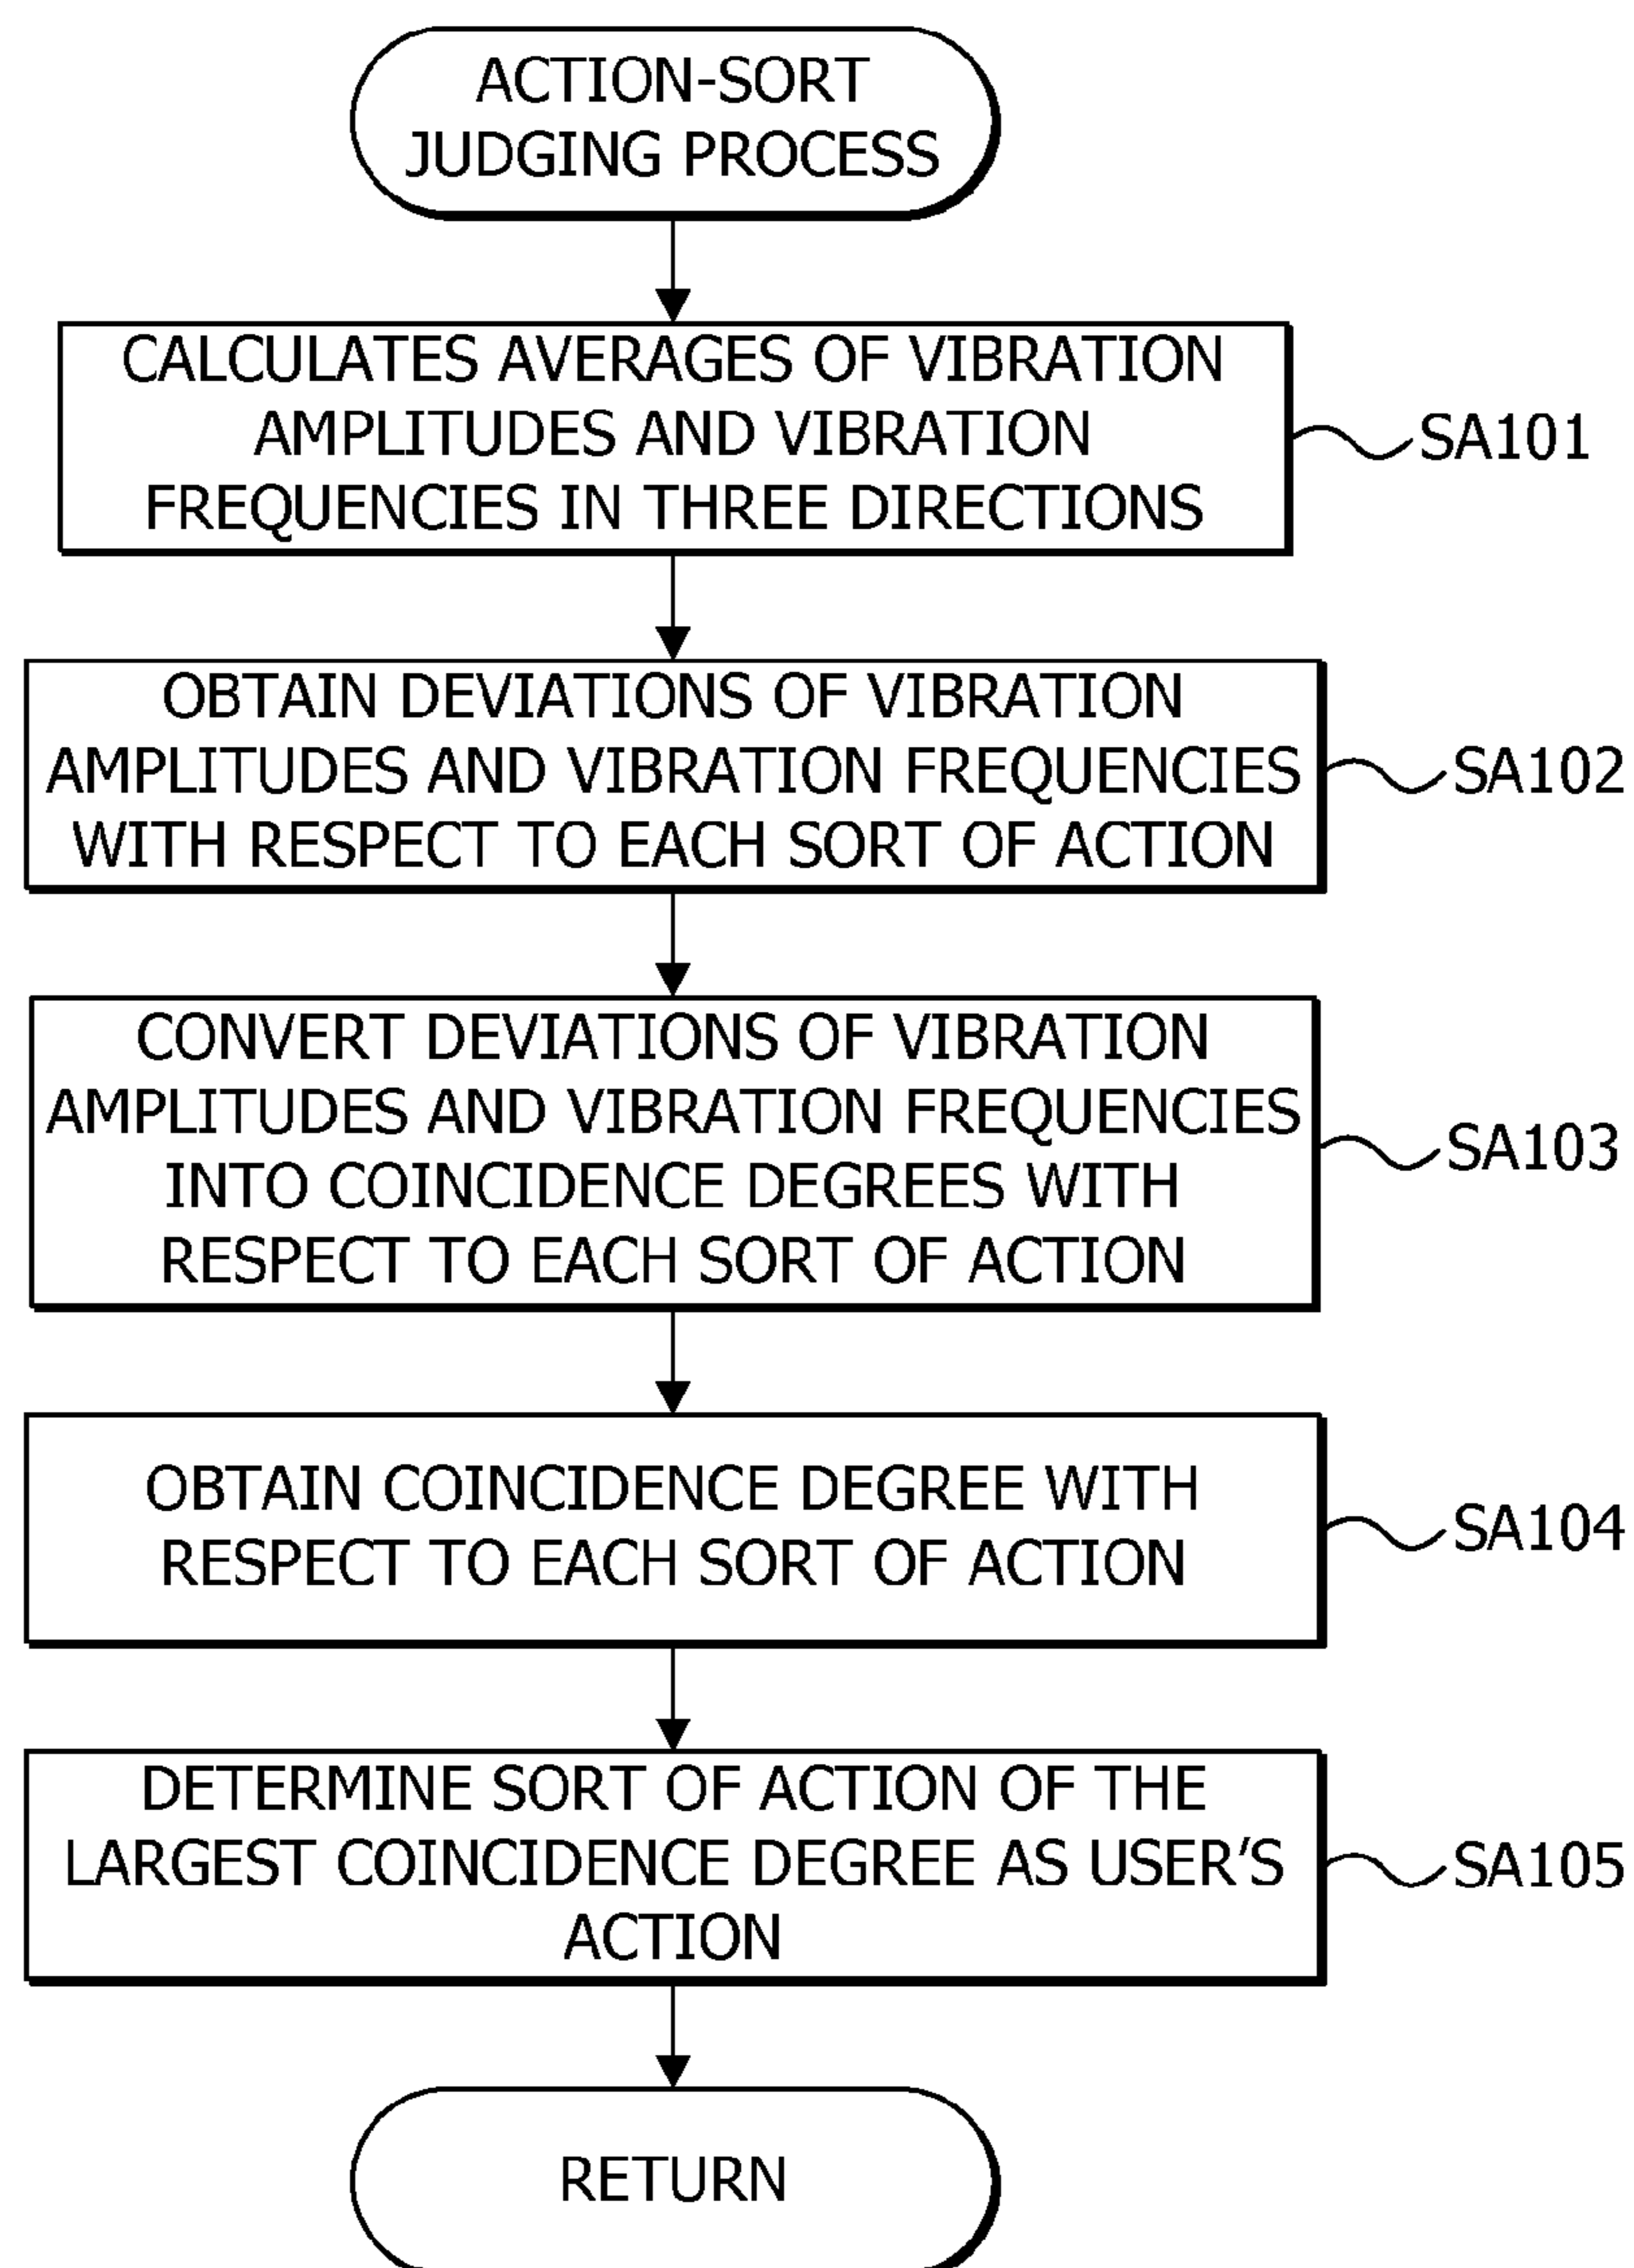 ACTION-SORT
JUDGING PROCESS
CALCULATES AVERAGES OF VIBRATION
AMPLITUDES AND VIBRATION
FREQUENCIES IN THREE DIRECTIONS
SA101
OBTAIN DEVIATIONS OF VIBRATION
AMPLITUDES AND VIBRATION FREQUENCIES
WITH RESPECT TO EACH SORT OF ACTION
SA102
CONVERT DEVIATIONS OF VIBRATION
AMPLITUDES AND VIBRATION FREQUENCIES
INTO COINCIDENCE DEGREES WITH
RESPECT TO EACH SORT OF ACTION
SA103
OBTAIN COINCIDENCE DEGREE WITH
RESPECT TO EACH SORT OF ACTION
SA104
DETERMINE SORT OF ACTION OF THE
LARGEST COINCIDENCE DEGREE AS USER'S
ACTION
SA105
RETURN